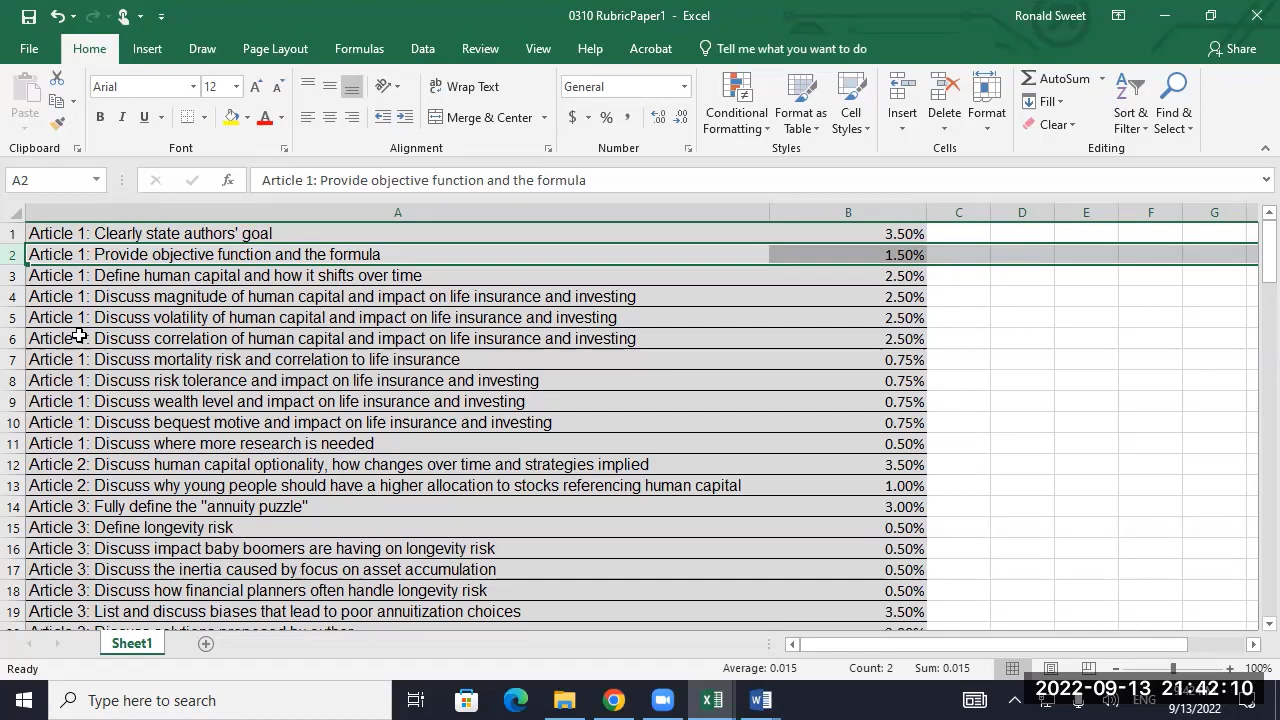 0310 RubricPaper1 - Excel
Ronald Sweet
File Home Insert Draw Page Layout Formulas Data Review View Help Acrobat Tell me what you want to do Share
Paste
Arial 12
B I U A
Wrap Text
Merge & Center
General
$ % ,
Conditional Formatting
Format as Table
Cell Styles
Insert Delete Format
AutoSum
Fill
Clear
Sort & Filter
Find & Select
Clipboard Font Alignment Number Styles Cells Editing
A2 fx Article 1: Provide objective function and the formula
A B C D E F G
1 Article 1: Clearly state authors' goal 3.50%
2 Article 1: Provide objective function and the formula 1.50%
3 Article 1: Define human capital and how it shifts over time 2.50%
4 Article 1: Discuss magnitude of human capital and impact on life insurance and investing 2.50%
5 Article 1: Discuss volatility of human capital and impact on life insurance and investing 2.50%
6 Article 1: Discuss correlation of human capital and impact on life insurance and investing 2.50%
7 Article 1: Discuss mortality risk and correlation to life insurance 0.75%
8 Article 1: Discuss risk tolerance and impact on life insurance and investing 0.75%
9 Article 1: Discuss wealth level and impact on life insurance and investing 0.75%
10 Article 1: Discuss bequest motive and impact on life insurance and investing 0.75%
11 Article 1: Discuss where more research is needed 0.50%
12 Article 2: Discuss human capital optionality, how changes over time and strategies implied 3.50%
13 Article 2: Discuss why young people should have a higher allocation to stocks referencing human capital 1.00%
14 Article 3: Fully define the "annuity puzzle" 3.00%
15 Article 3: Define longevity risk 0.50%
16 Article 3: Discuss impact baby boomers are having on longevity risk 0.50%
17 Article 3: Discuss the inertia caused by focus on asset accumulation 0.50%
18 Article 3: Discuss how financial planners often handle longevity risk 0.50%
19 Article 3: List and discuss biases that lead to poor annuitization choices 3.50%
Sheet1
Ready Average: 0.015 Count: 2 Sum: 0.015 100%
Type here to search
ENG
2022-09-13 21:42:10
9/13/2022